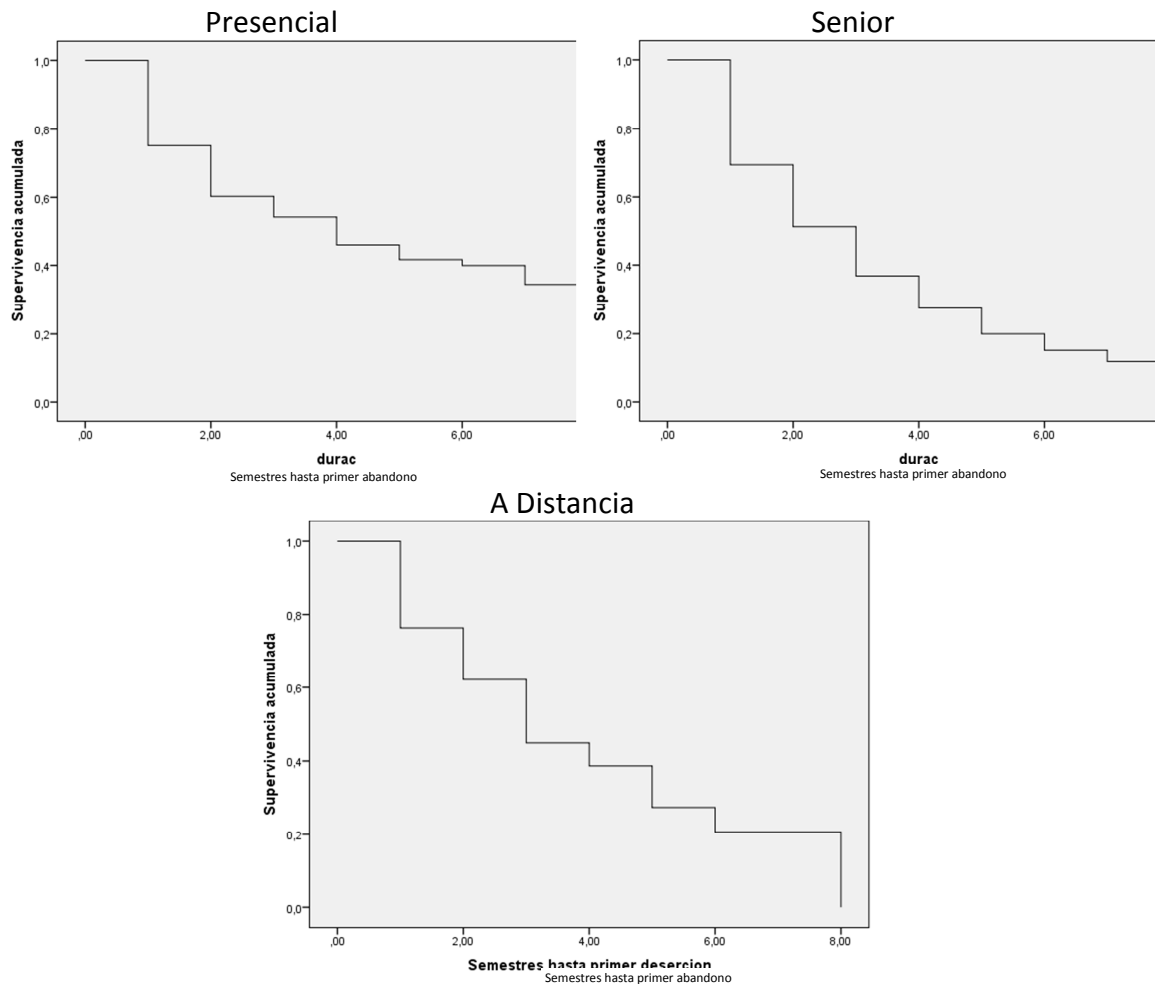 Presencial
Senior
1,0
0,8
0,6
0,4
0,2
0,0
Supervivencia acumulada
,00
2,00
4,00
6,00
durac
Semestres hasta primer abandono
1,0
0,8
0,6
0,4
0,2
0,0
Supervivencia acumulada
,00
2,00
4,00
6,00
durac
Semestres hasta primer abandono
A Distancia
1,0
0,8
0,6
0,4
0,2
0,0
Supervivencia acumulada
,00
2,00
4,00
6,00
8,00
Semestres hasta primer desercion
Semestres hasta primer abandono